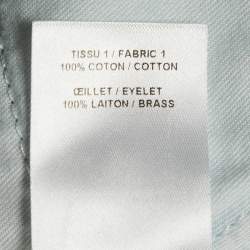 TISSU 1 / FABRIC 1
100% COTON / COTTON
ŒILLET / EYELET
100% LAITON / BRASS